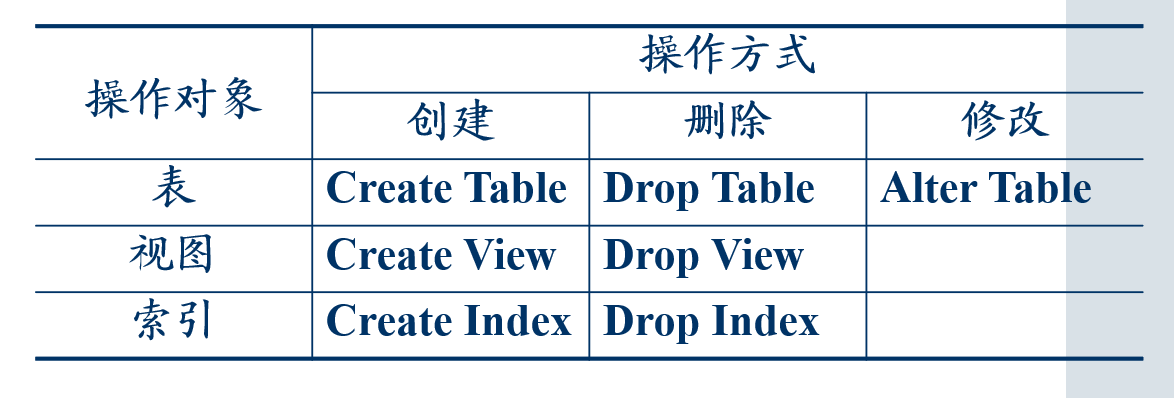 操作对象 操作方式
创建 删除 修改
表 Create Table Drop Table Alter Table
视图 Create View Drop View
索引 Create Index Drop Index